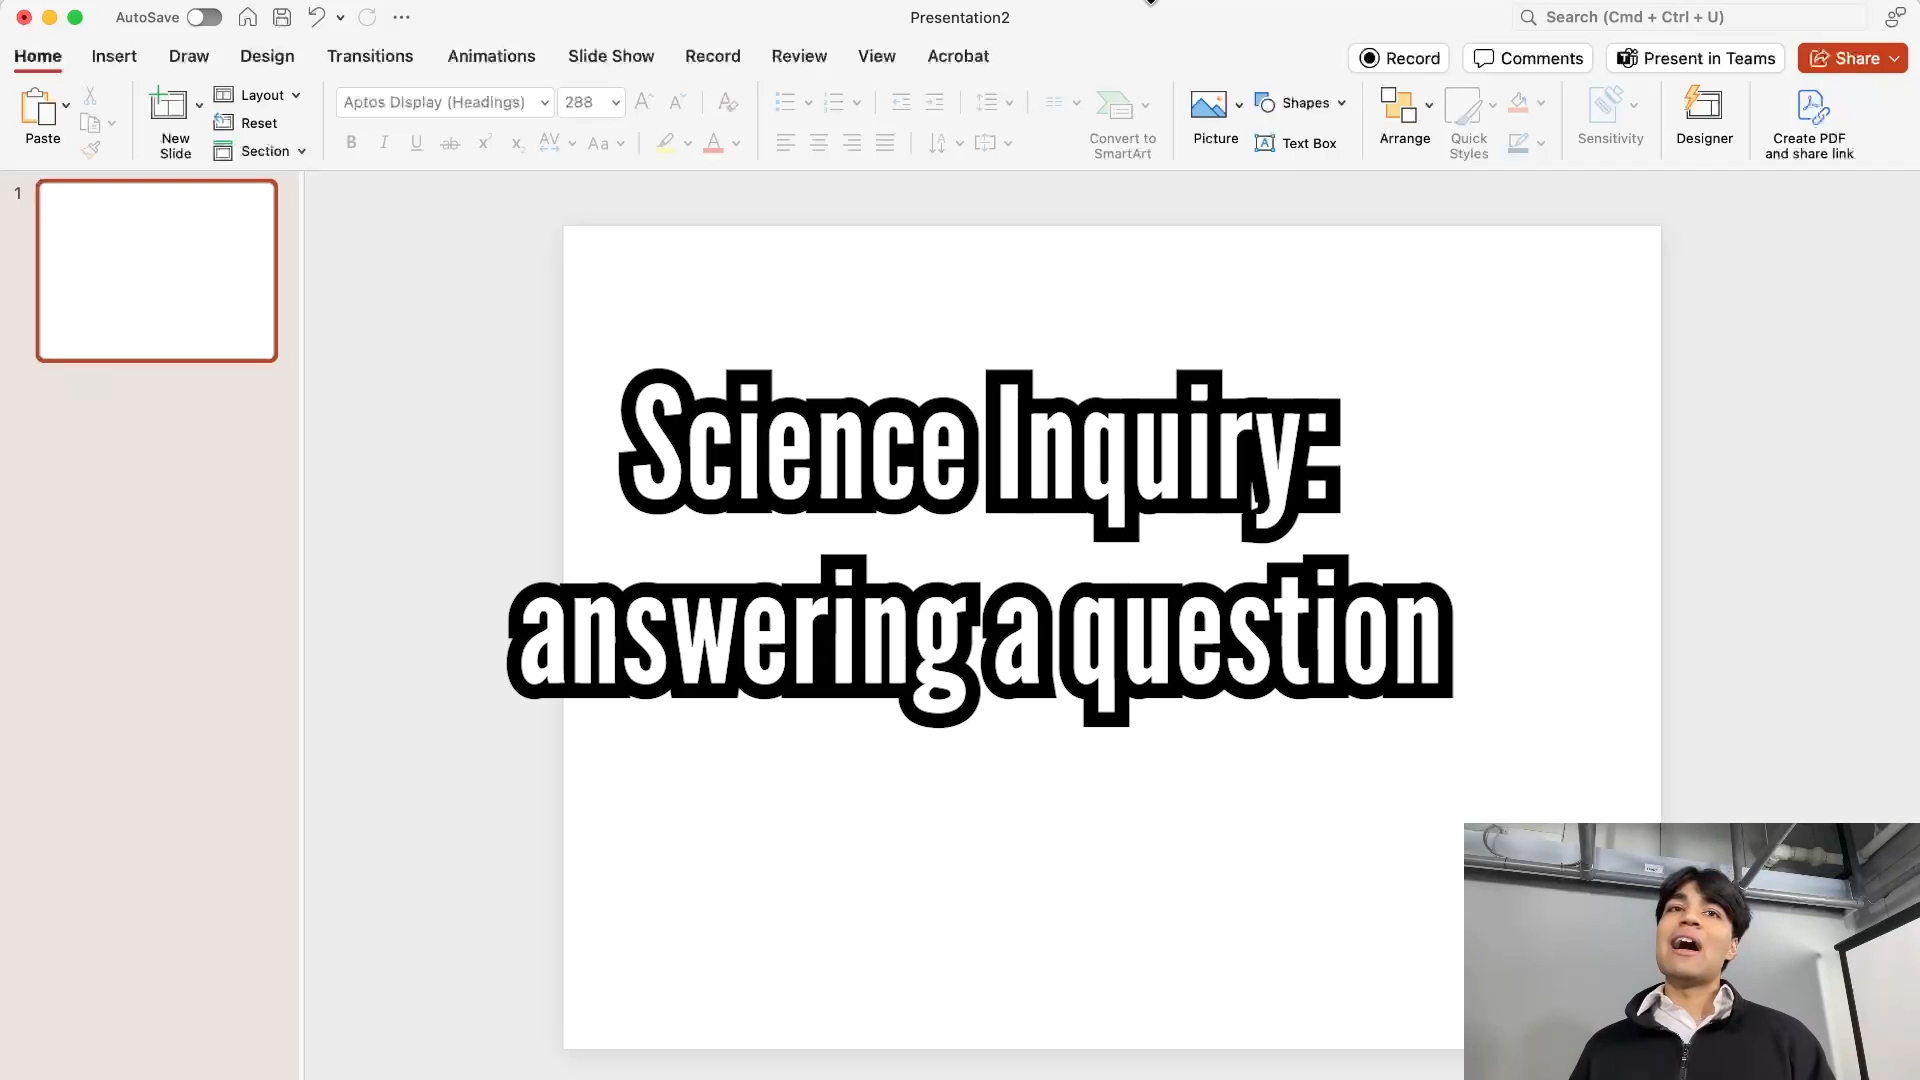 AutoSave
Presentation2
Search (Cmd + Ctrl + U)
Home Insert Draw Design Transitions Animations Slide Show Record Review View Acrobat
Record Comments Present in Teams Share
Paste
New Slide
Layout
Reset
Section
Aptos Display (Headings) 288
Convert to SmartArt
Picture
Shapes
Text Box
Arrange
Quick Styles
Sensitivity
Designer
Create PDF and share link
1
Science Inquiry:
answering a question